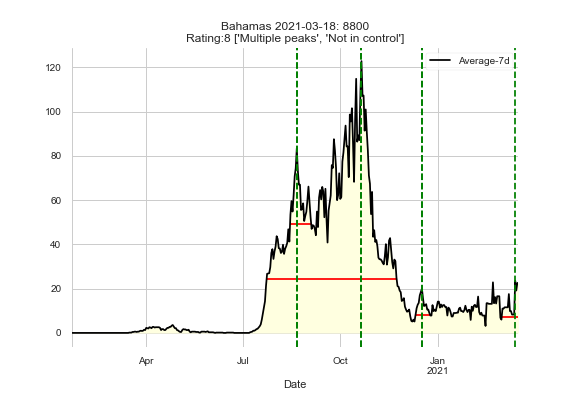 Bahamas 2021-03-18: 8800
Rating:8 ['Multiple peaks', 'Not in control']
Average-7d
120
100
80
60
40
20
0
Apr
Jul
Oct
Jan
2021
Date